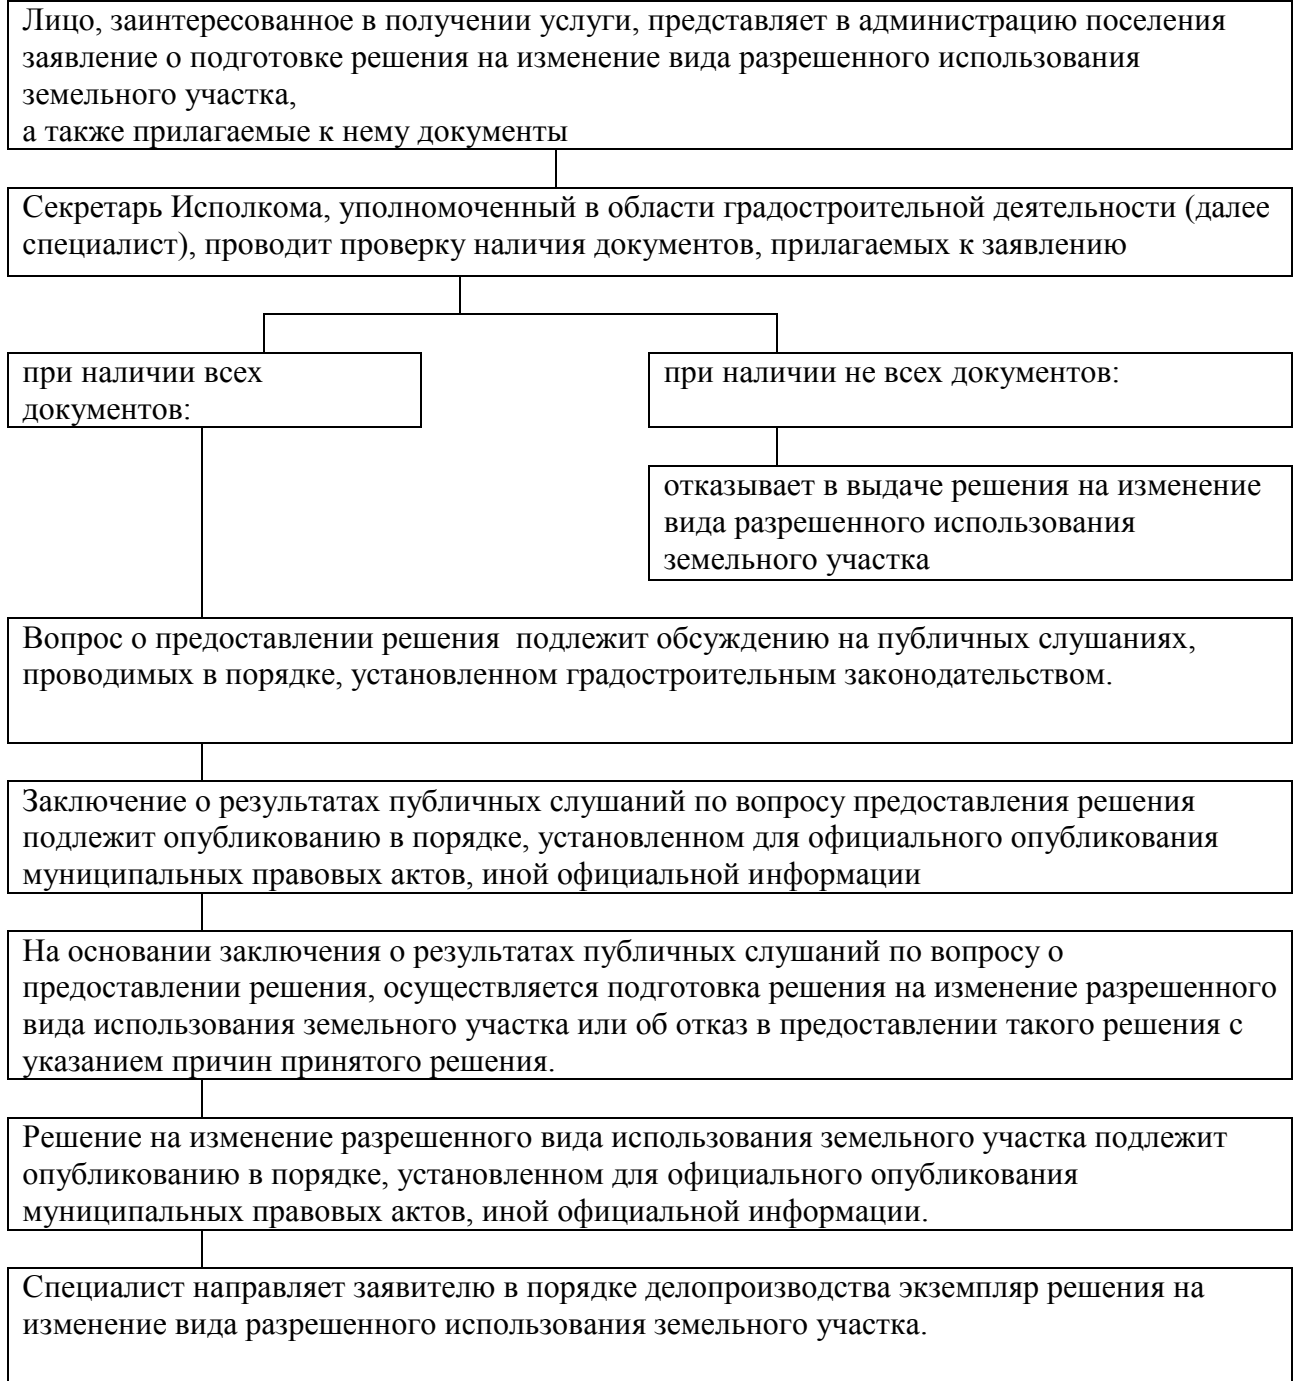 Лицо, заинтересованное в получении услуги, представляет в администрацию поселения
заявление о подготовке решения на изменение вида разрешенного использования
земельного участка,
а также прилагаемые к нему документы
Секретарь Исполкома, уполномоченный в области градостроительной деятельности (далее
специалист), проводит проверку наличия документов, прилагаемых к заявлению
при наличии всех
документов:
при наличии не всех документов:
отказывает в выдаче решения на изменение
вида разрешенного использования
земельного участка
Вопрос о предоставлении решения  подлежит обсуждению на публичных слушаниях,
проводимых в порядке, установленном градостроительным законодательством.
Заключение о результатах публичных слушаний по вопросу предоставления решения
подлежит опубликованию в порядке, установленном для официального опубликования
муниципальных правовых актов, иной официальной информации
На основании заключения о результатах публичных слушаний по вопросу о
предоставлении решения, осуществляется подготовка решения на изменение разрешенного
вида использования земельного участка или об отказ в предоставлении такого решения с
указанием причин принятого решения.
Решение на изменение разрешенного вида использования земельного участка подлежит
опубликованию в порядке, установленном для официального опубликования
муниципальных правовых актов, иной официальной информации.
Специалист направляет заявителю в порядке делопроизводства экземпляр решения на
изменение вида разрешенного использования земельного участка.